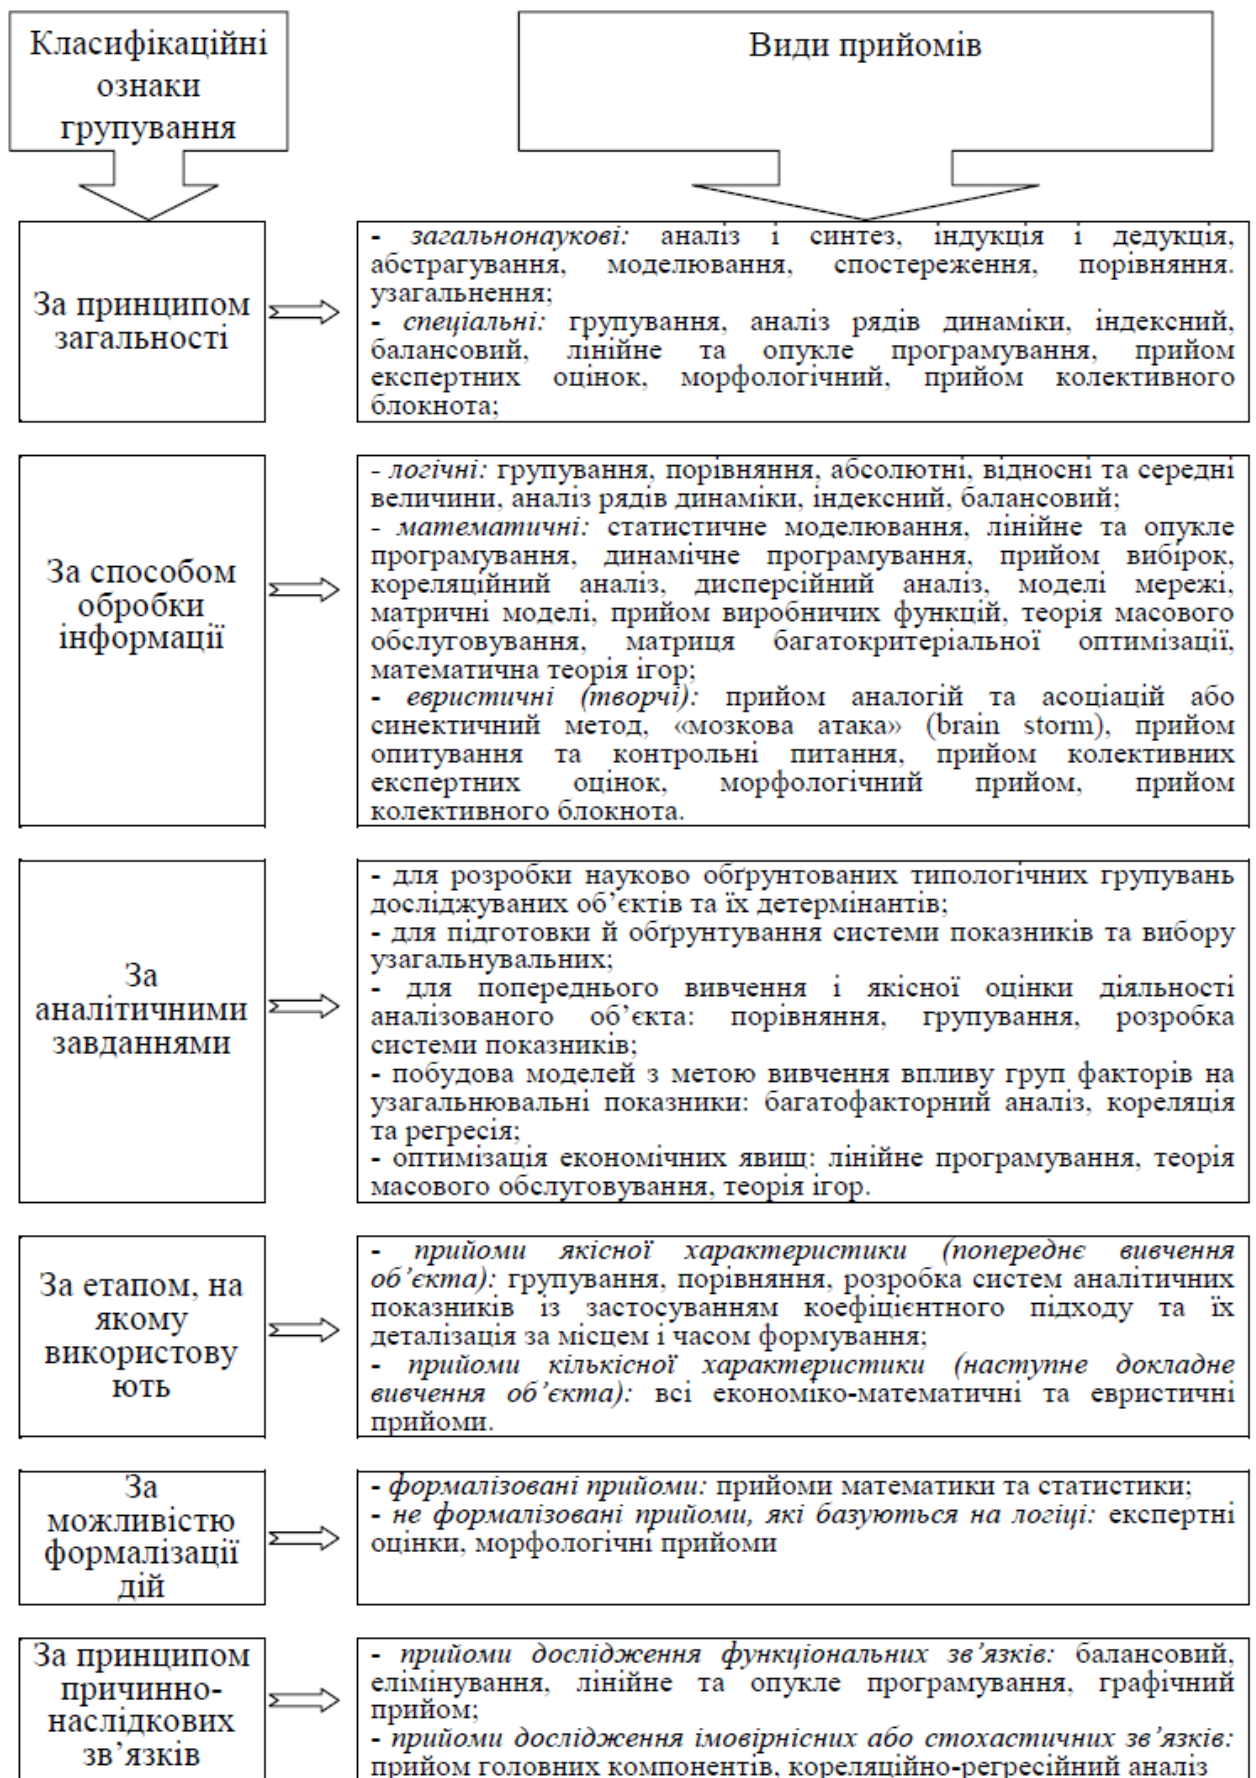 Класифікаційні
ознаки
групування
Види прийомів
За принципом
загальності
- загальнонаукові: аналіз і синтез, індукція і дедукція,
абстрагування, моделювання, спостереження, порівняння.
узагальнення;
- спеціальні: групування, аналіз рядів динаміки, індексний,
балансовий, лінійне та опукле програмування, прийом
експертних оцінок, морфологічний, прийом колективного
блокнота;
За способом
обробки
інформації
- логічні: групування, порівняння, абсолютні, відносні та середні
величини, аналіз рядів динаміки, індексний, балансовий;
- математичні: статистичне моделювання, лінійне та опукле
програмування, динамічне програмування, прийом вибірок,
кореляційний аналіз, дисперсійний аналіз, моделі мережі,
матричні моделі, прийом виробничих функцій, теорія масового
обслуговування, матриця багатокритеріальної оптимізації,
математична теорія ігор;
- евристичні (творчі): прийом аналогій та асоціацій або
синектичний метод, «мозкова атака» (brain storm), прийом
опитування та контрольні питання, прийом колективних
експертних оцінок, морфологічний прийом, прийом
колективного блокнота.
За
аналітичними
завданнями
- для розробки науково обґрунтованих типологічних групувань
досліджуваних об’єктів та їх детермінантів;
- для підготовки й обґрунтування системи показників та вибору
узагальнувальних;
- для попереднього вивчення і якісної оцінки діяльності
аналізованого об’єкта: порівняння, групування, розробка
системи показників;
- побудова моделей з метою вивчення впливу груп факторів на
узагальнювальні показники: багатофакторний аналіз, кореляція
та регресія;
- оптимізація економічних явищ: лінійне програмування, теорія
масового обслуговування, теорія ігор.
За етапом, на
якому
використову
ють
- прийоми якісної характеристики (попереднє вивчення
об’єкта): групування, порівняння, розробка систем аналітичних
показників із застосуванням коефіцієнтного підходу та їх
деталізація за місцем і часом формування;
- прийоми кількісної характеристики (наступне докладне
вивчення об’єкта): всі економіко-математичні та евристичні
прийоми.
За
можливістю
формалізації
дій
- формалізовані прийоми: прийоми математики та статистики;
- не формалізовані прийоми, які базуються на логіці: експертні
оцінки, морфологічні прийоми
За принципом
причинно-
наслідкових
зв’язків
- прийоми дослідження функціональних зв’язків: балансовий,
елімінування, лінійне та опукле програмування, графічний
прийом;
- прийоми дослідження імовірнісних або стохастичних зв’язків:
прийом головних компонентів, кореляційно-регресійний аналіз